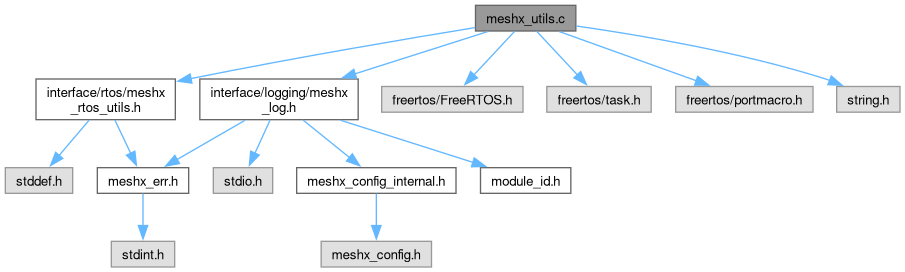 meshx_utils.c
interface/rtos/meshx
_rtos_utils.h
interface/logging/meshx
_log.h
freertos/FreeRTOS.h
freertos/task.h
freertos/portmacro.h
string.h
stddef.h
meshx_err.h
stdio.h
meshx_config_internal.h
module_id.h
stdint.h
meshx_config.h